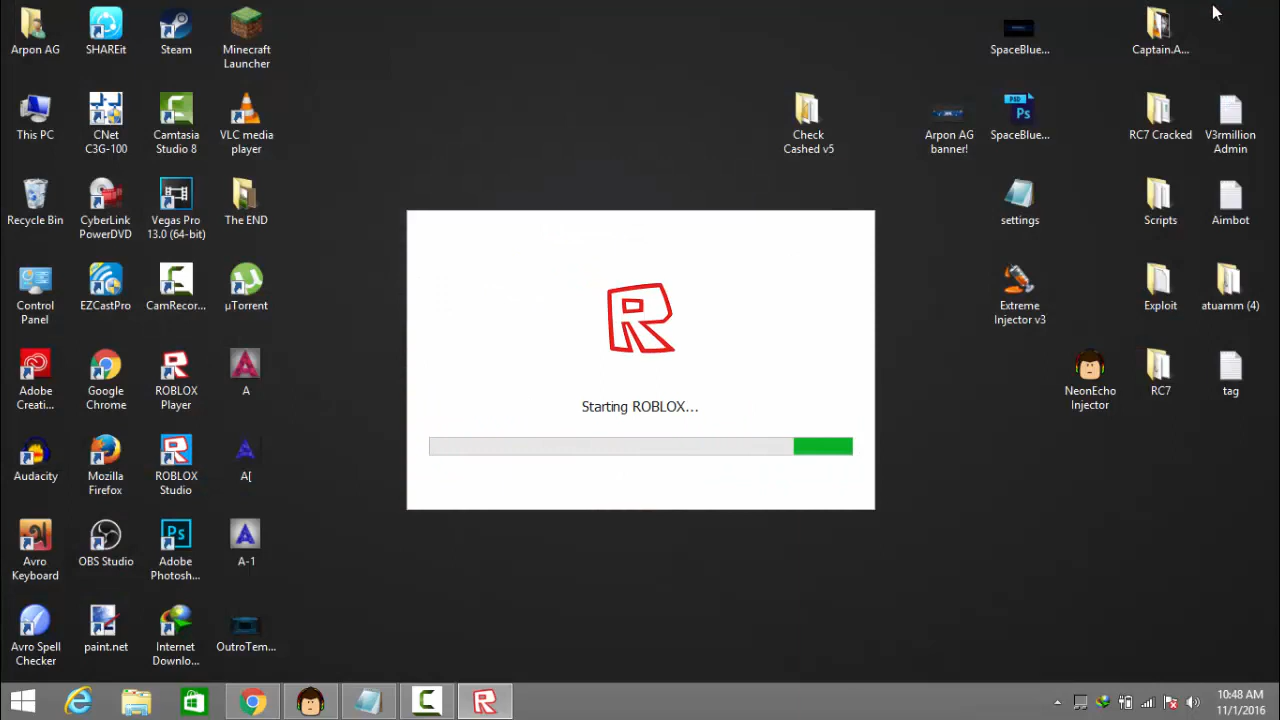 Arpon AG
SHAREit
Steam
Minecraft
Launcher
SpaceBlue...
Captain.A...
This PC
CNet
C3G-100
Camtasia
Studio 8
VLC media
player
Check
Cashed v5
Arpon AG
banner!
PSD
Ps
SpaceBlue...
RC7 Cracked
V3rmillion
Admin
Recycle Bin
CyberLink
PowerDVD
Vegas Pro
13.0 (64-bit)
The END
settings
Scripts
Aimbot
Control
Panel
EZCastPro
CamRecor...
µTorrent
Extreme
Injector v3
Exploit
atuamm (4)
R
Adobe
Creati...
Google
Chrome
ROBLOX
Player
A
Starting ROBLOX...
NeonEcho
Injector
RC7
tag
Audacity
Mozilla
Firefox
ROBLOX
Studio
A[
Avro
Keyboard
OBS Studio
Ps
Adobe
Photosh...
A-1
Avro Spell
Checker
paint.net
Internet
Downlo...
OutroTem...
10:48 AM
11/1/2016